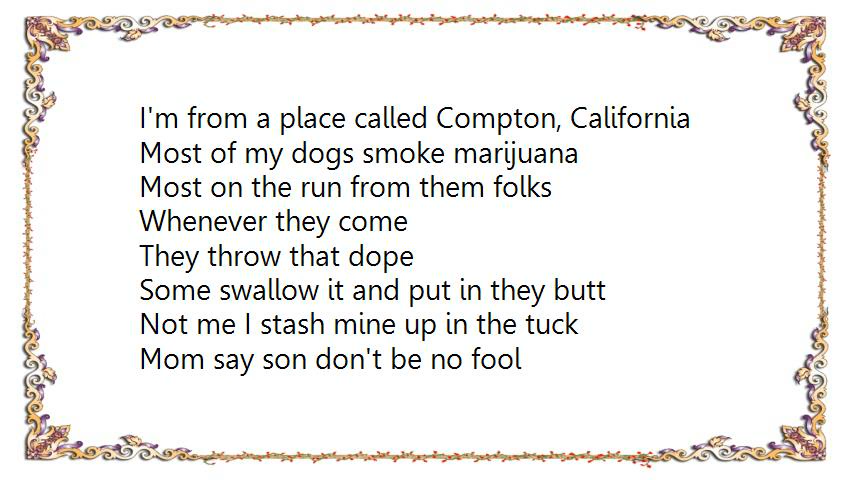 I'm from a place called Compton, California
Most of my dogs smoke marijuana
Most on the run from them folks
Whenever they come
They throw that dope
Some swallow it and put in they butt
Not me I stash mine up in the tuck
Mom say son don't be no fool